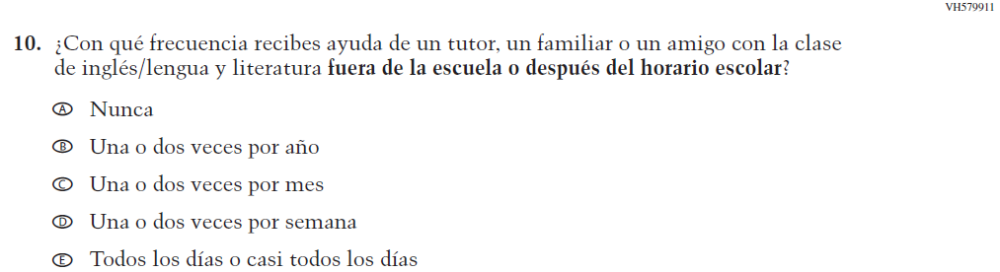 VH579911
10. ¿Con qué frecuencia recibes ayuda de un tutor, un familiar o un amigo con la clase
de inglés/lengua y literatura fuera de la escuela o después del horario escolar?
A Nunca
B Una o dos veces por año
C Una o dos veces por mes
D Una o dos veces por semana
E Todos los días o casi todos los días